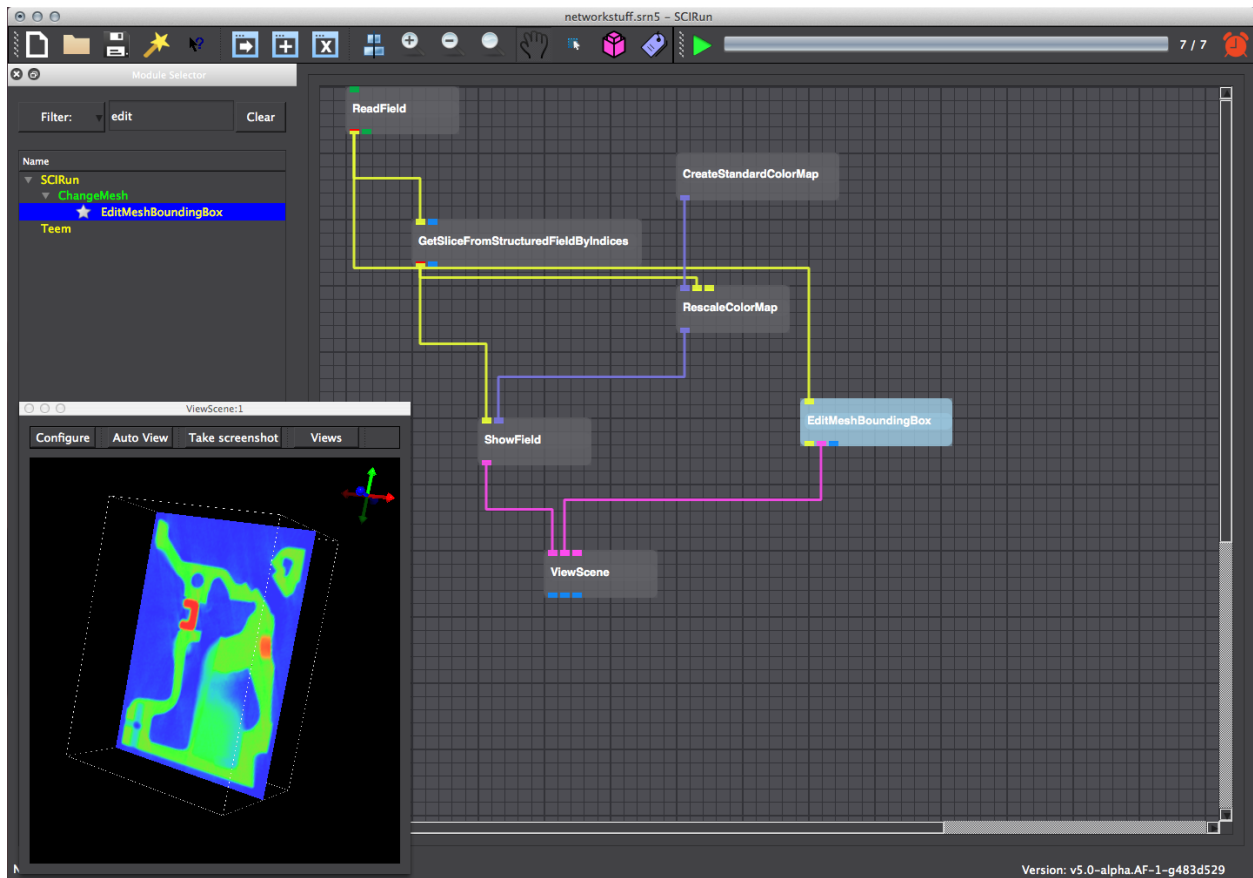 networkstuff.srn5 – SCIRun
7 / 7
Module Selector
Filter:
edit
Clear
Name
SCIRun
ChangeMesh
EditMeshBoundingBox
Teem
ReadField
CreateStandardColorMap
GetSliceFromStructuredFieldByIndices
RescaleColorMap
EditMeshBoundingBox
ShowField
ViewScene
ViewScene:1
Configure
Auto View
Take screenshot
Views
Version: v5.0-alpha.AF-1-g483d529